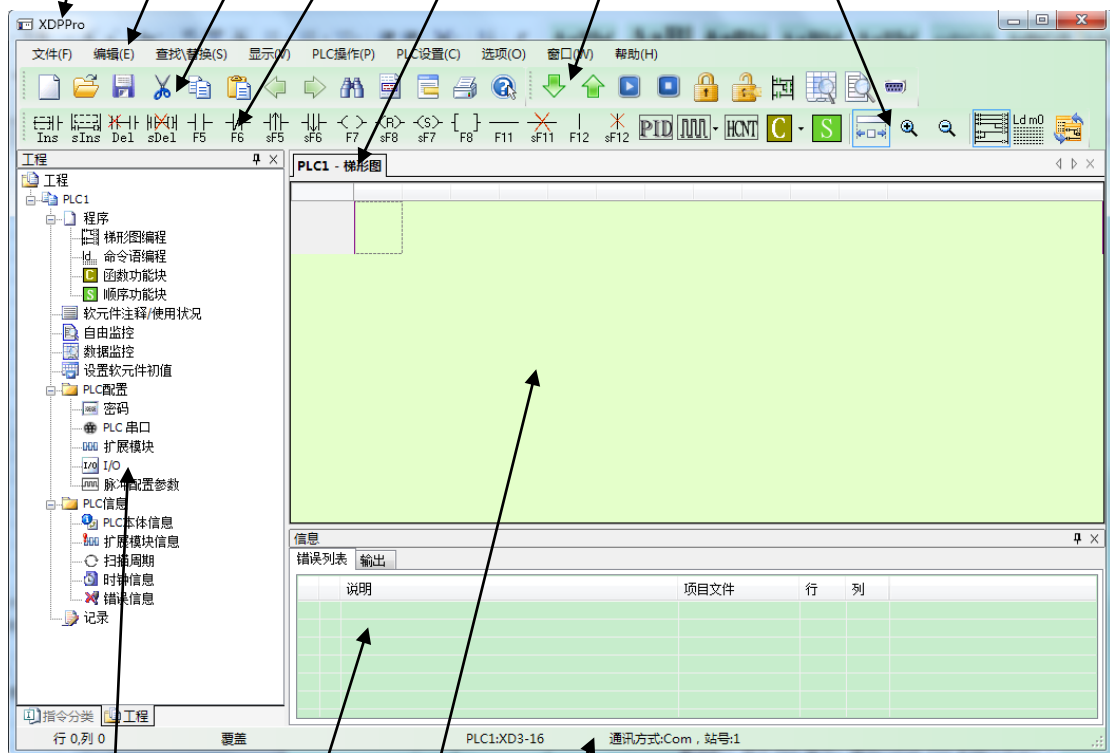 XDPPro
文件(F) 编辑(E) 查找\替换(S) 显示(V) PLC操作(P) PLC设置(C) 选项(O) 窗口(W) 帮助(H)
Ins sIns Del sDel F5 F6 sF5 sF6 F7 sF8 sF7 F8 F11 sF11 F12 sF12 PID HCNT C S Ld m0
工程
PLC1 - 梯形图
工程
PLC1
程序
梯形图编程
命令语编程
C 函数功能块
S 顺序功能块
软元件注释/使用状况
自由监控
数据监控
设置软元件初值
PLC配置
密码
PLC 串口
扩展模块
I/O I/O
脉冲配置参数
PLC信息
PLC本体信息
扩展模块信息
扫描周期
时钟信息
错误信息
记录
信息
错误列表 输出
说明 项目文件 行 列
指令分类 工程
行 0,列 0 覆盖 PLC1:XD3-16 通讯方式:Com，站号:1